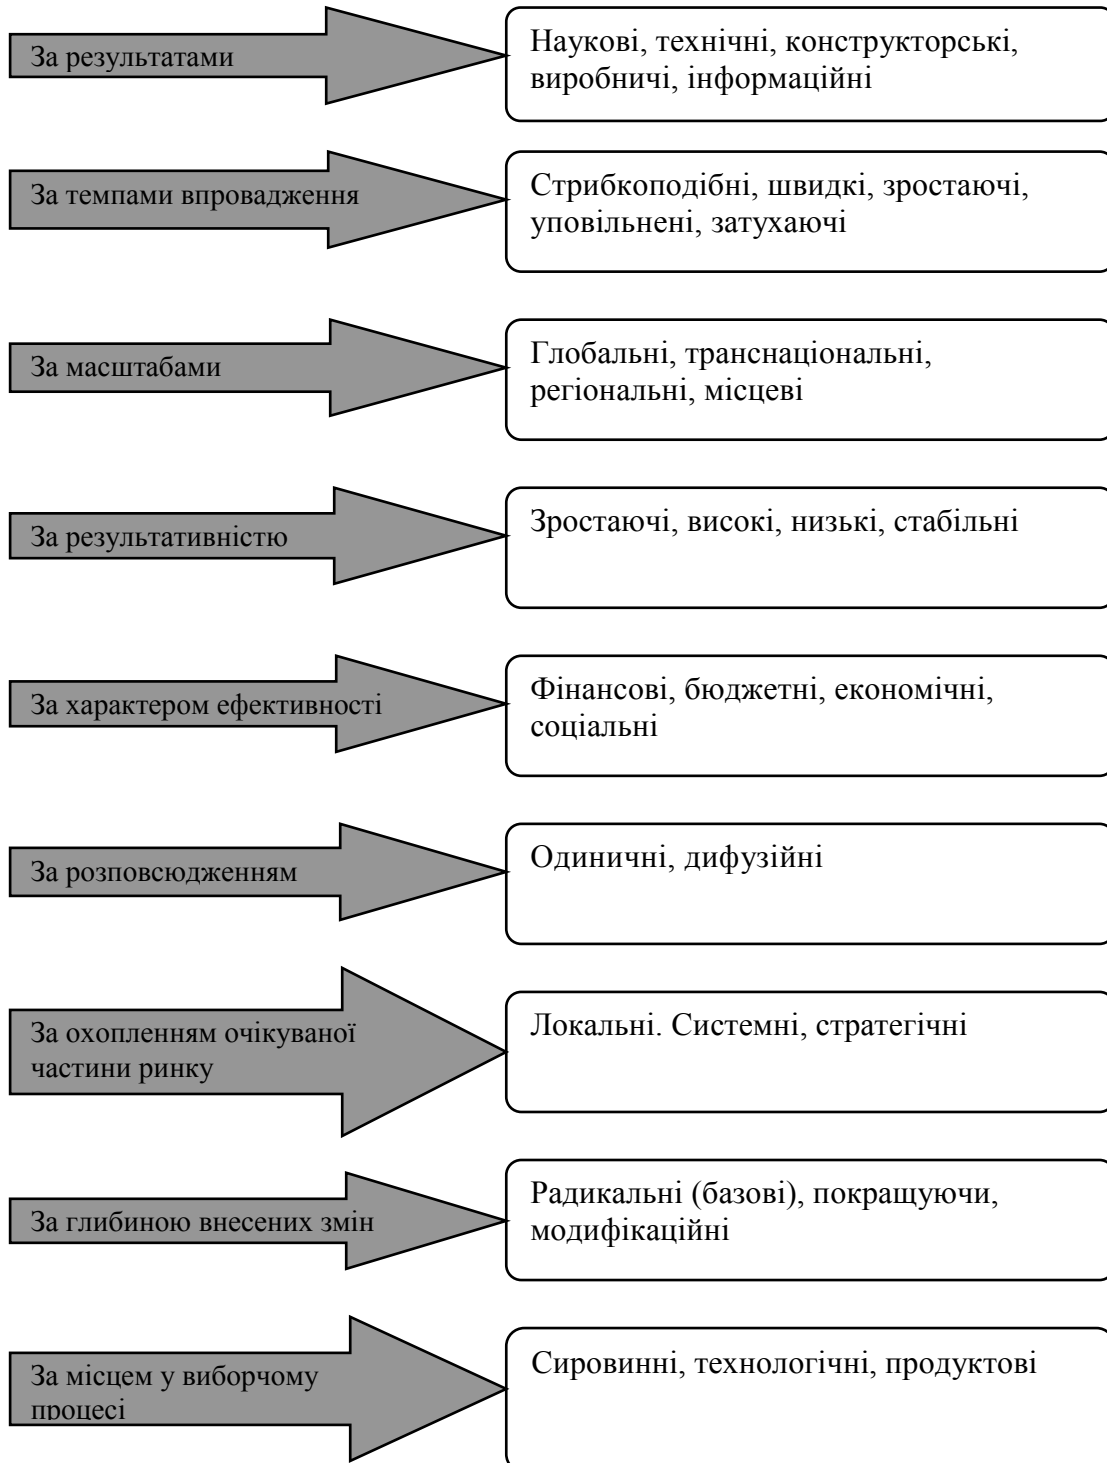 За результатами
Наукові, технічні, конструкторські,
виробничі, інформаційні
За темпами впровадження
Стрибкоподібні, швидкі, зростаючі,
уповільнені, затухаючі
За масштабами
Глобальні, транснаціональні,
регіональні, місцеві
За результативністю
Зростаючі, високі, низькі, стабільні
За характером ефективності
Фінансові, бюджетні, економічні,
соціальні
За розповсюдженням
Одиничні, дифузійні
За охопленням очікуваної
частини ринку
Локальні. Системні, стратегічні
За глибиною внесених змін
Радикальні (базові), покращуючи,
модифікаційні
За місцем у виборчому
процесі
Сировинні, технологічні, продуктові